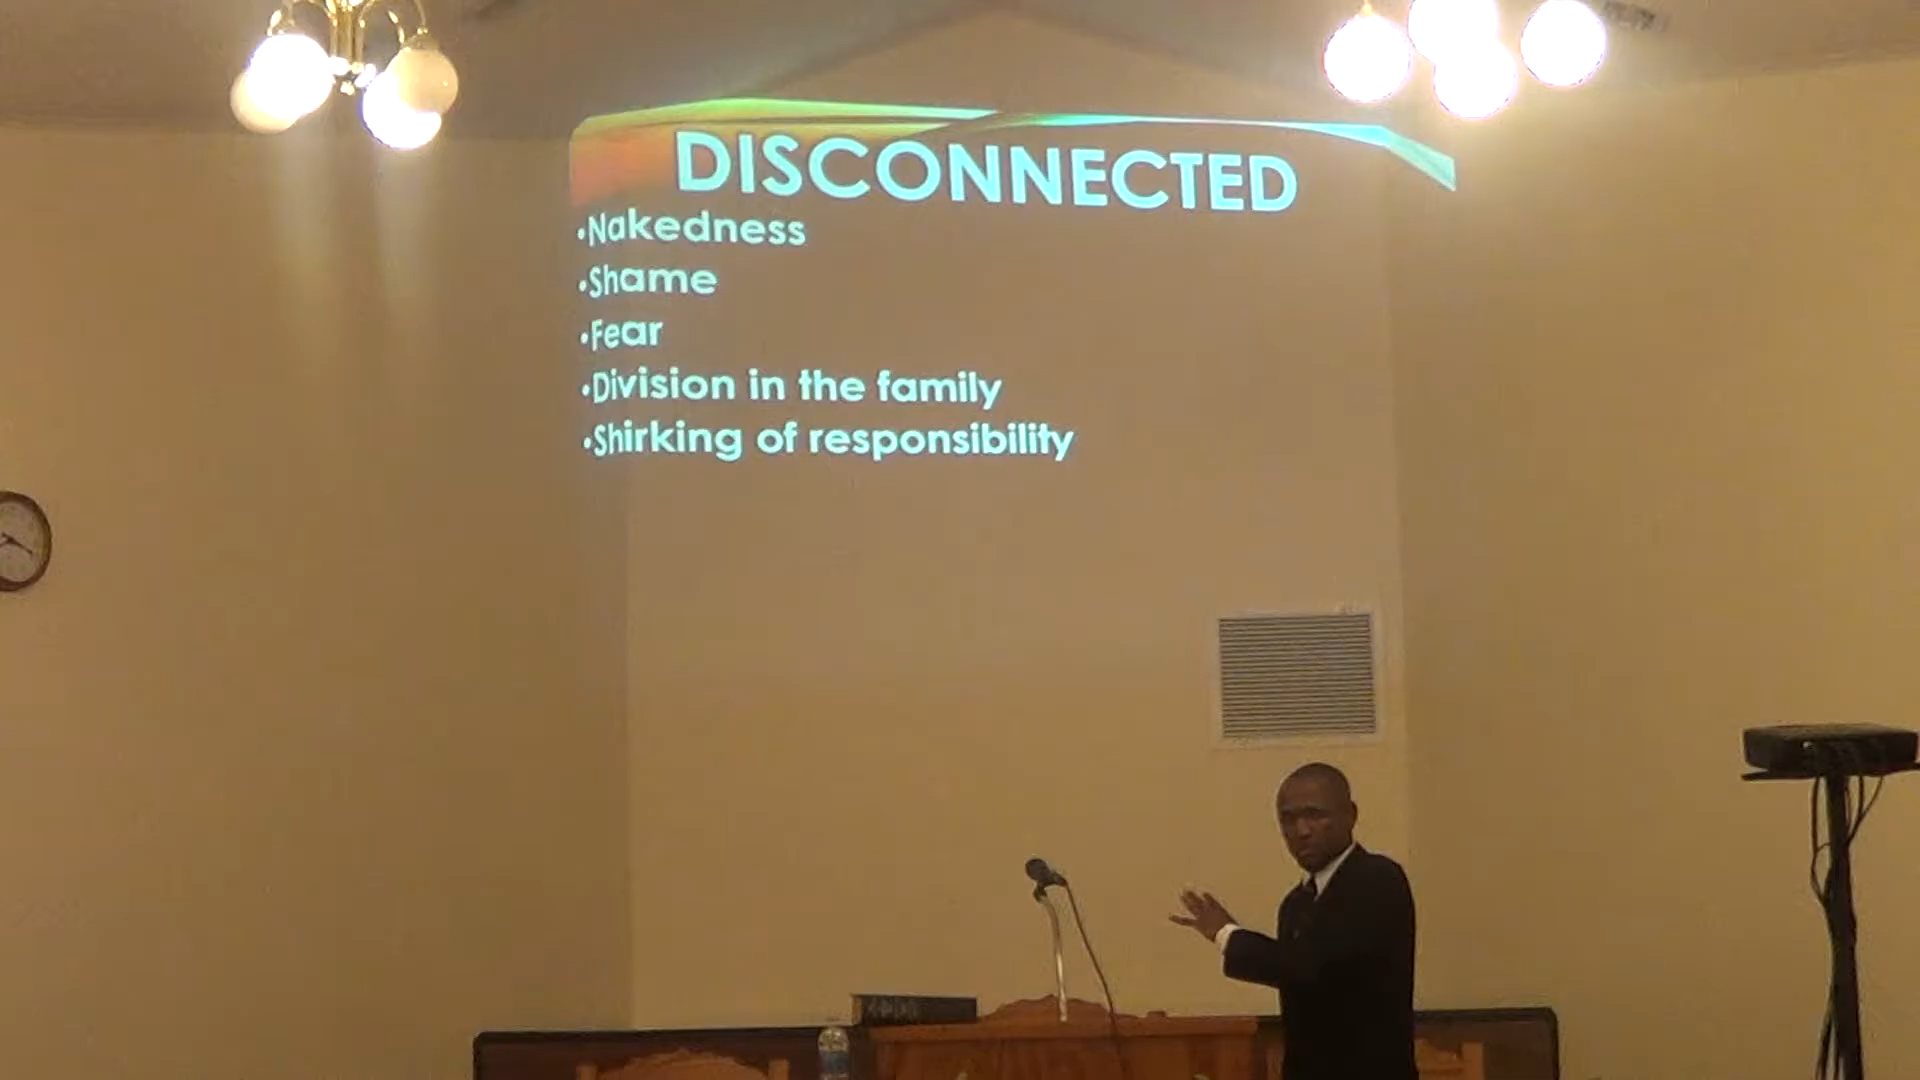 DISCONNECTED
•Nakedness
•Shame
•Fear
•Division in the family
•Shirking of responsibility